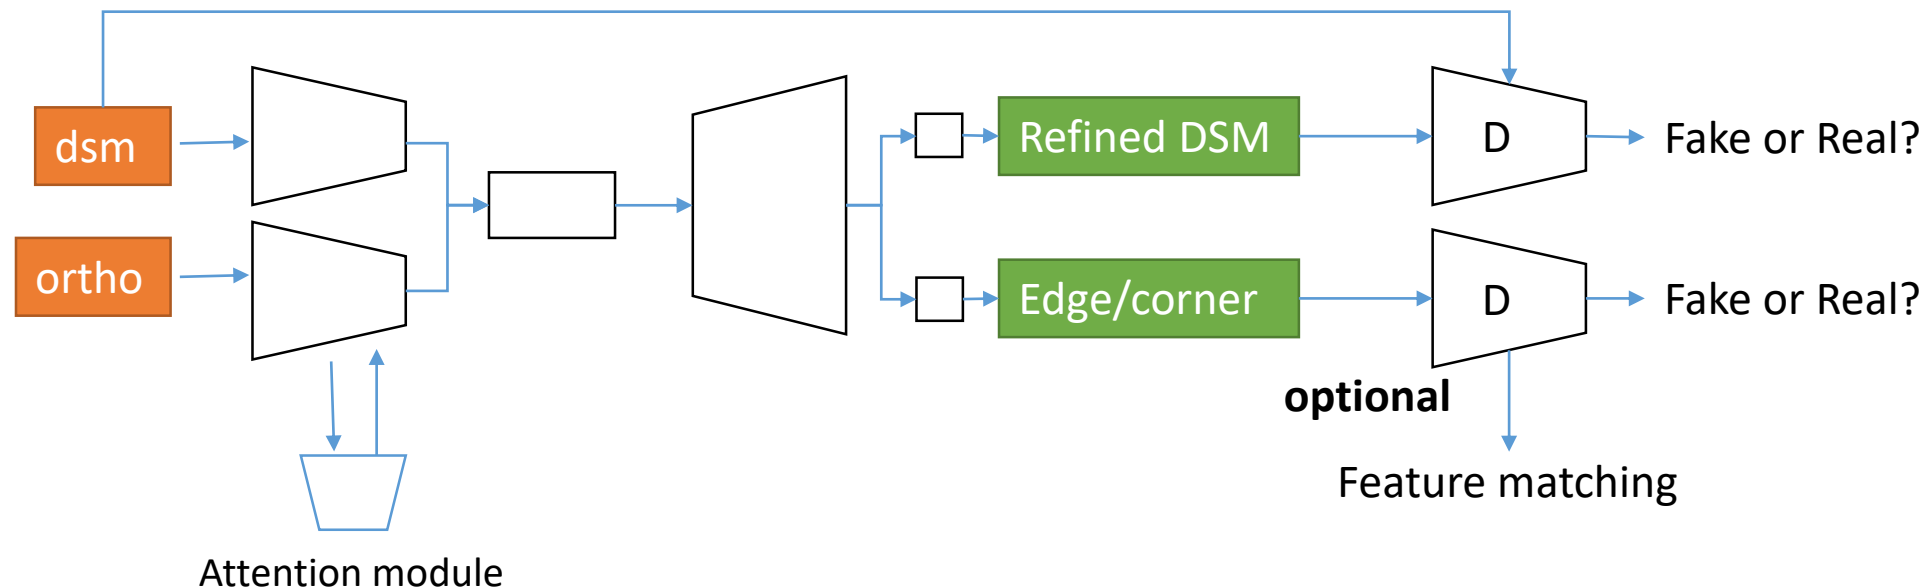 dsm
Refined DSM
D
Fake or Real?
ortho
Edge/corner
D
Fake or Real?
optional
Feature matching
Attention module